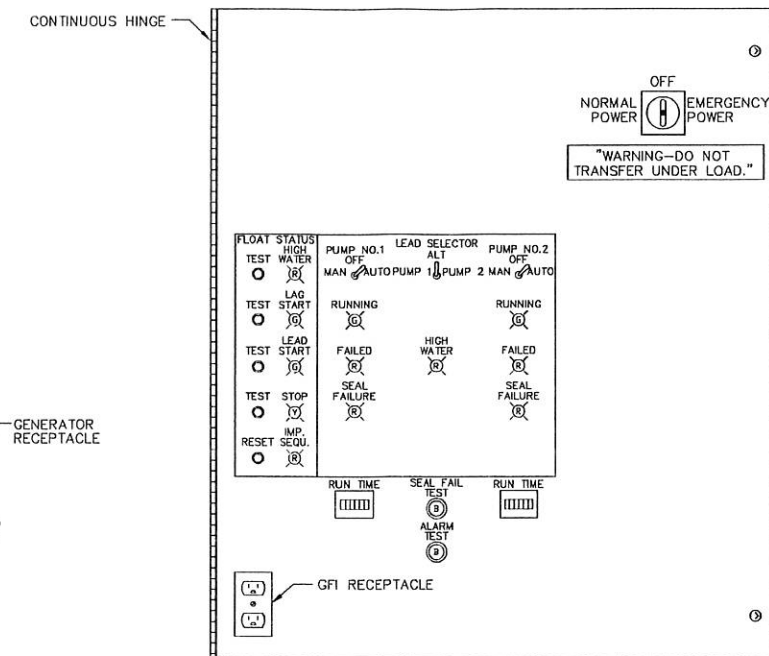 CONTINUOUS HINGE
OFF
NORMAL POWER
EMERGENCY POWER
"WARNING-DO NOT
TRANSFER UNDER LOAD."
FLOAT STATUS
HIGH
TEST WATER
R
LAG
TEST START
G
LEAD
TEST START
G
TEST STOP
Y
IMP.
RESET SEQU.
R
PUMP NO.1
OFF
MAN AUTO
LEAD SELECTOR
ALT
PUMP 1 PUMP 2
PUMP NO.2
OFF
MAN AUTO
RUNNING
G
RUNNING
G
FAILED
R
HIGH
WATER
R
FAILED
R
SEAL
FAILURE
R
SEAL
FAILURE
R
RUN TIME
SEAL FAIL
TEST
B
RUN TIME
ALARM
TEST
B
GENERATOR
RECEPTACLE
GFI RECEPTACLE